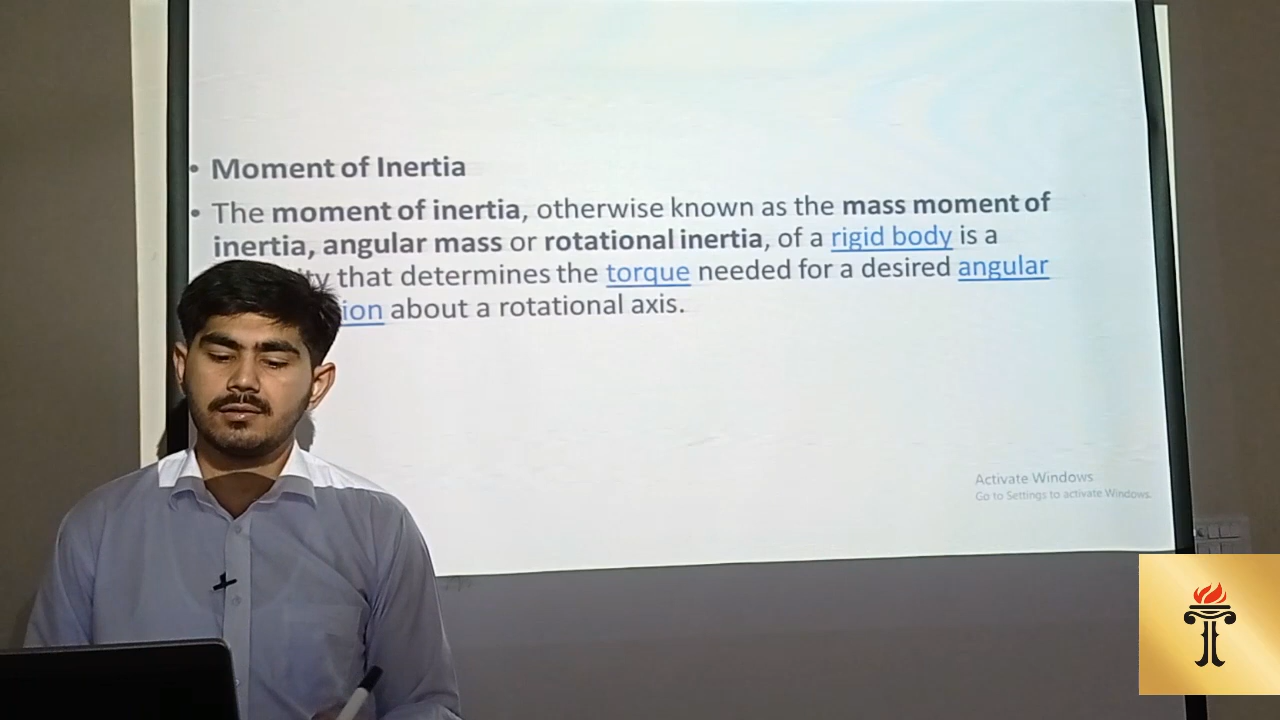 • Moment of Inertia
• The moment of inertia, otherwise known as the mass moment of
inertia, angular mass or rotational inertia, of a rigid body is a
that determines the torque needed for a desired angular
about a rotational axis.
Activate Windows
Go to Settings to activate Windows.